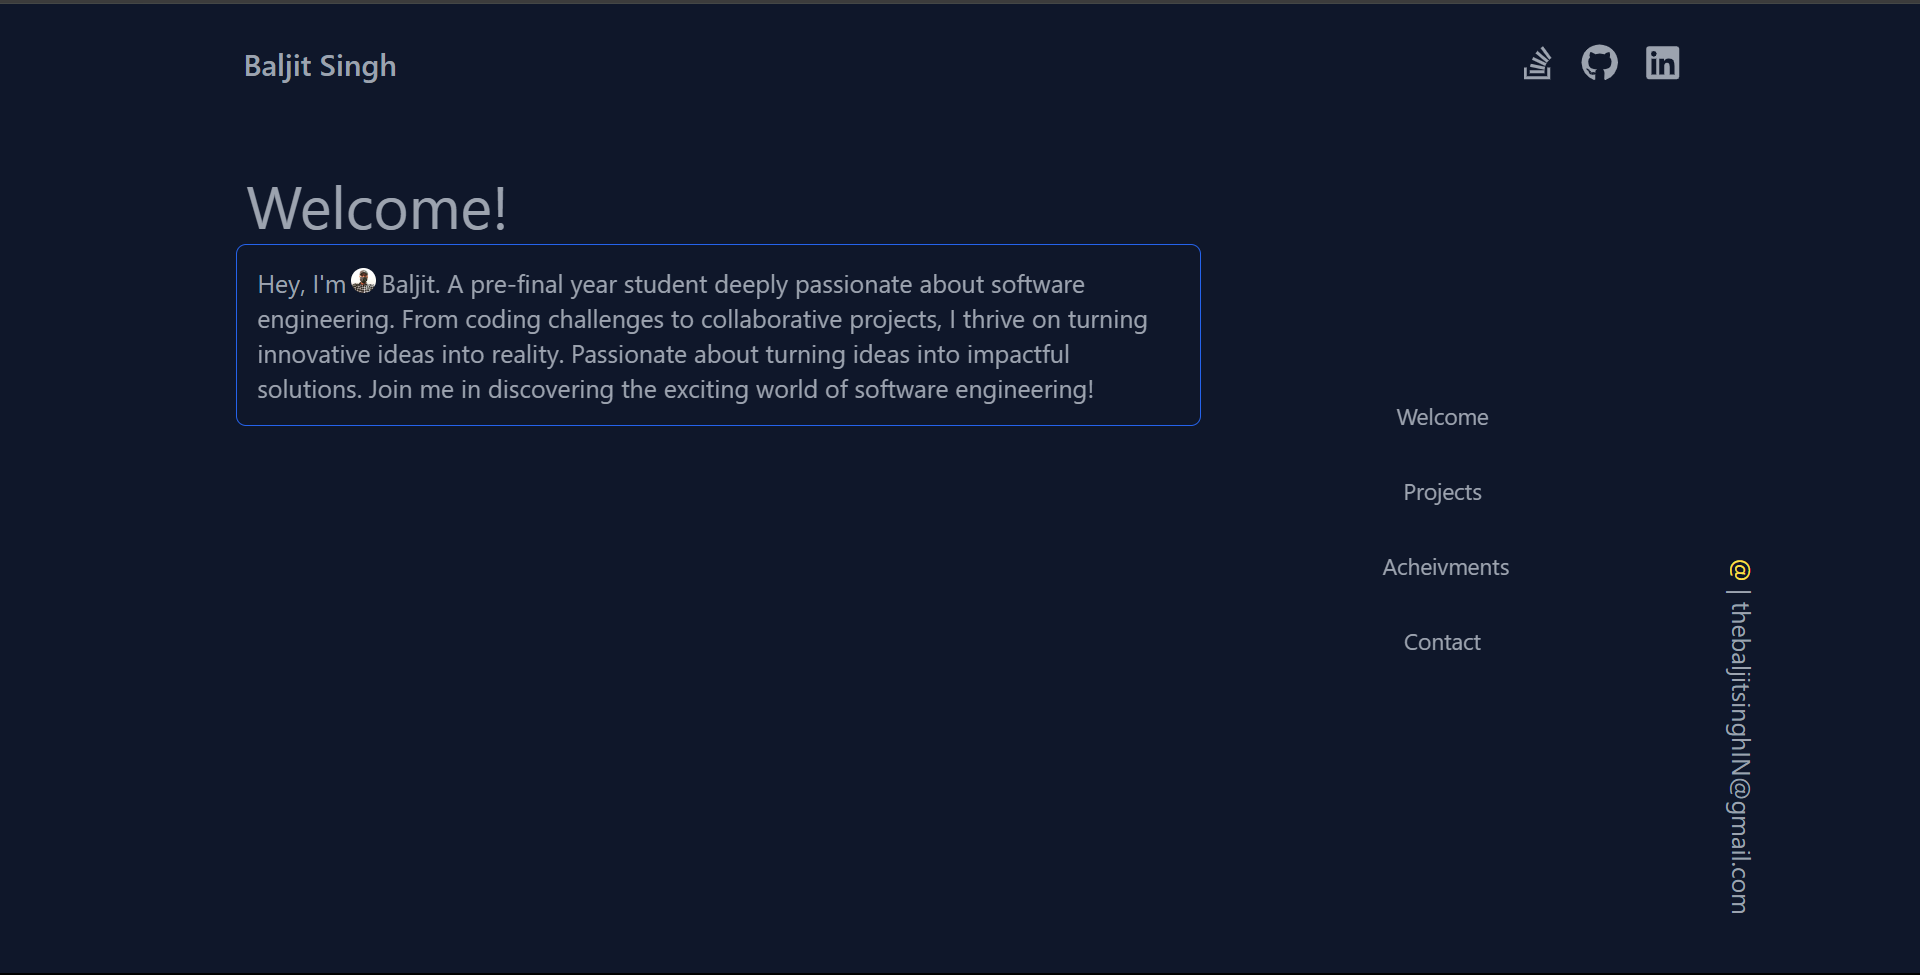 Baljit Singh
Welcome!
Hey, I'm Baljit. A pre-final year student deeply passionate about software
engineering. From coding challenges to collaborative projects, I thrive on turning
innovative ideas into reality. Passionate about turning ideas into impactful
solutions. Join me in discovering the exciting world of software engineering!
Welcome
Projects
Acheivments
Contact
@ | thebaljitsinghIN@gmail.com